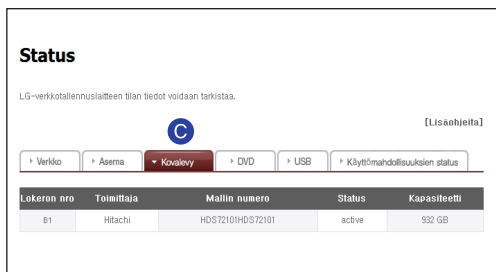 Status
LG-verkkotallennuslaitteen tilan tiedot voidaan tarkistaa.
C
[Lisäohjeita]
Verkko Asema Kovalevy DVD USB Käyttömahdollisuuksien status
Lokeron nro Toimittaja Mallin numero Status Kapasiteetti
B1 Hitachi HDS72101HDS72101 active 932 GB